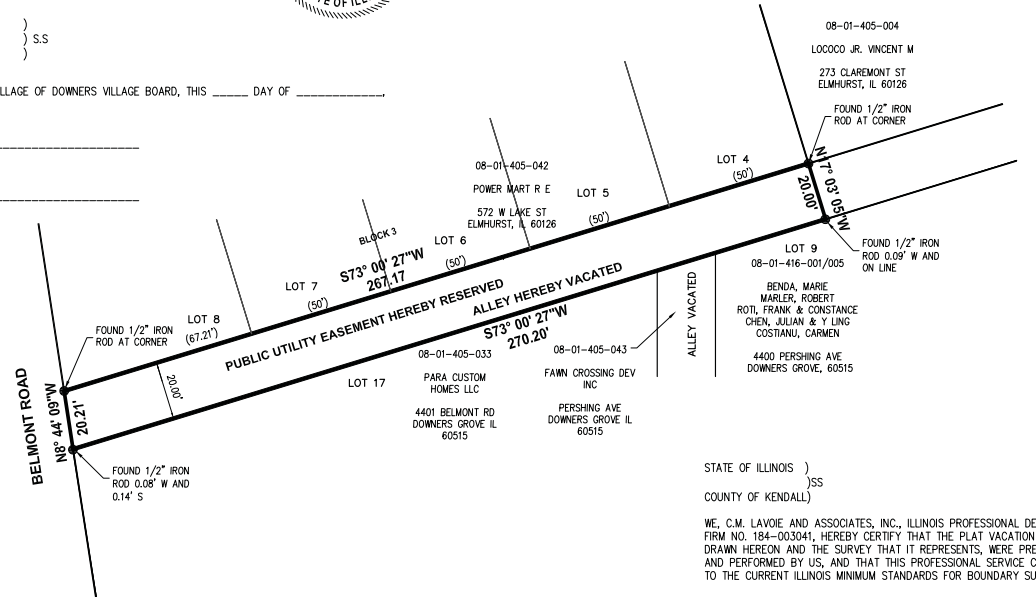 TE OF ILL
)
) S.S
)
LLAGE OF DOWNERS VILLAGE BOARD, THIS _____ DAY OF ____________,
08-01-405-004
LOCOCO JR. VINCENT M
273 CLAREMONT ST
ELMHURST, IL 60126
FOUND 1/2" IRON
ROD AT CORNER
N17° 03' 05"W
20.00'
LOT 4
(50')
08-01-405-042
POWER MART R E
572 W LAKE ST
ELMHURST, IL 60126
LOT 5
(50')
BLOCK 3
LOT 6
(50')
S73° 00' 27"W
267.17
LOT 7
(50')
LOT 8
(67.21')
FOUND 1/2" IRON
ROD AT CORNER
PUBLIC UTILITY EASEMENT HEREBY RESERVED
ALLEY HEREBY VACATED
S73° 00' 27"W
270.20'
20.00'
BELMONT ROAD
N8° 44' 09"W
20.21'
FOUND 1/2" IRON
ROD 0.08' W AND
0.14' S
LOT 17
08-01-405-033
PARA CUSTOM
HOMES LLC
4401 BELMONT RD
DOWNERS GROVE IL
60515
08-01-405-043
FAWN CROSSING DEV
INC
PERSHING AVE
DOWNERS GROVE IL
60515
ALLEY VACATED
LOT 9
08-01-416-001/005
BENDA, MARIE
MARLER, ROBERT
ROTI, FRANK & CONSTANCE
CHEN, JULIAN & Y LING
COSTIANU, CARMEN
4400 PERSHING AVE
DOWNERS GROVE, 60515
FOUND 1/2" IRON
ROD 0.09' W AND
ON LINE
STATE OF ILLINOIS )
)SS
COUNTY OF KENDALL)
WE, C.M. LAVOIE AND ASSOCIATES, INC., ILLINOIS PROFESSIONAL DE
FIRM NO. 184-003041, HEREBY CERTIFY THAT THE PLAT VACATION
DRAWN HEREON AND THE SURVEY THAT IT REPRESENTS, WERE PRE
AND PERFORMED BY US, AND THAT THIS PROFESSIONAL SERVICE C
TO THE CURRENT ILLINOIS MINIMUM STANDARDS FOR BOUNDARY SU